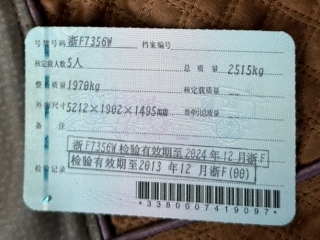 号牌号码 浙F7356W 档案编号
核定载人数 5人 总质量 2515kg
整备质量 1970kg 核定载质量
外廓尺寸 5212×1902×1495mm 准牵引总质量
备注
浙F7356W检验有效期至2024年12月浙F
检验记录 检验有效期至2013年12月浙F(00)
*3380007419097*